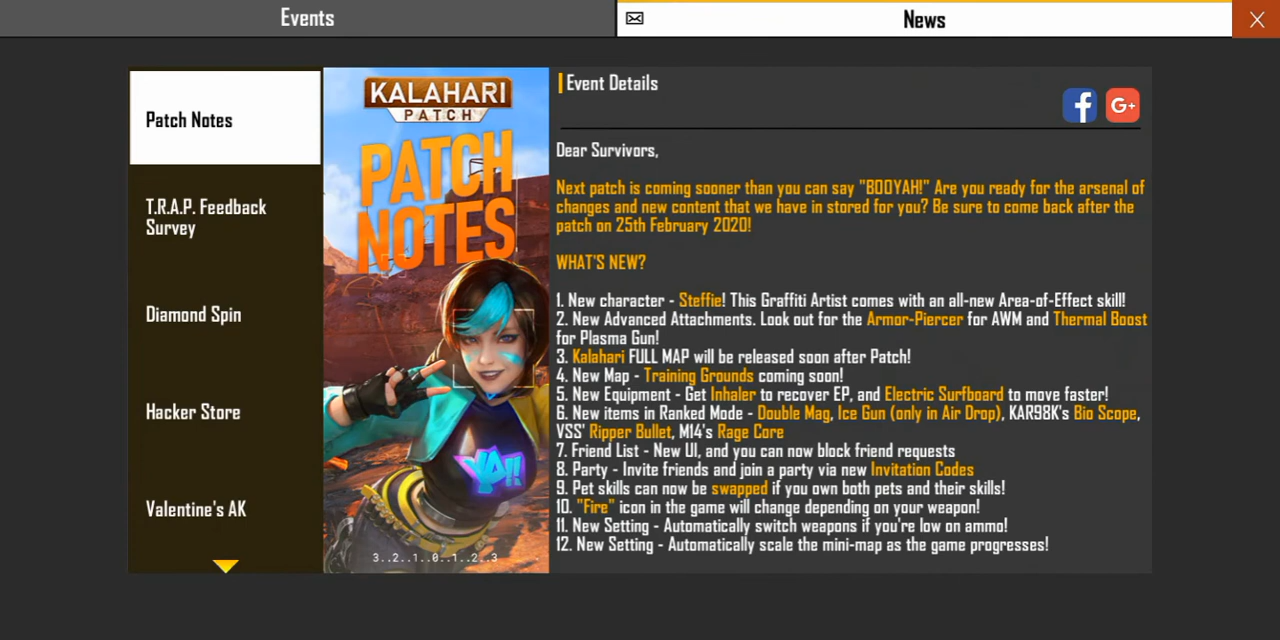 Events
News
Patch Notes
T.R.A.P. Feedback
Survey
Diamond Spin
Hacker Store
Valentine's AK
KALAHARI
PATCH
PATCH
NOTES
YA!!
3..2..1..0..1..2..3
Event Details
f
G+
Dear Survivors,
Next patch is coming sooner than you can say "BOOYAH!" Are you ready for the arsenal of
changes and new content that we have in stored for you? Be sure to come back after the
patch on 25th February 2020!
WHAT'S NEW?
1. New character - Steffie! This Graffiti Artist comes with an all-new Area-of-Effect skill!
2. New Advanced Attachments. Look out for the Armor-Piercer for AWM and Thermal Boost
for Plasma Gun!
3. Kalahari FULL MAP will be released soon after Patch!
4. New Map - Training Grounds coming soon!
5. New Equipment - Get Inhaler to recover EP, and Electric Surfboard to move faster!
6. New items in Ranked Mode - Double Mag, Ice Gun (only in Air Drop), KAR98K's Bio Scope,
VSS' Ripper Bullet, M14's Rage Core
7. Friend List - New UI, and you can now block friend requests
8. Party - Invite friends and join a party via new Invitation Codes
9. Pet skills can now be swapped if you own both pets and their skills!
10. "Fire" icon in the game will change depending on your weapon!
11. New Setting - Automatically switch weapons if you're low on ammo!
12. New Setting - Automatically scale the mini-map as the game progresses!